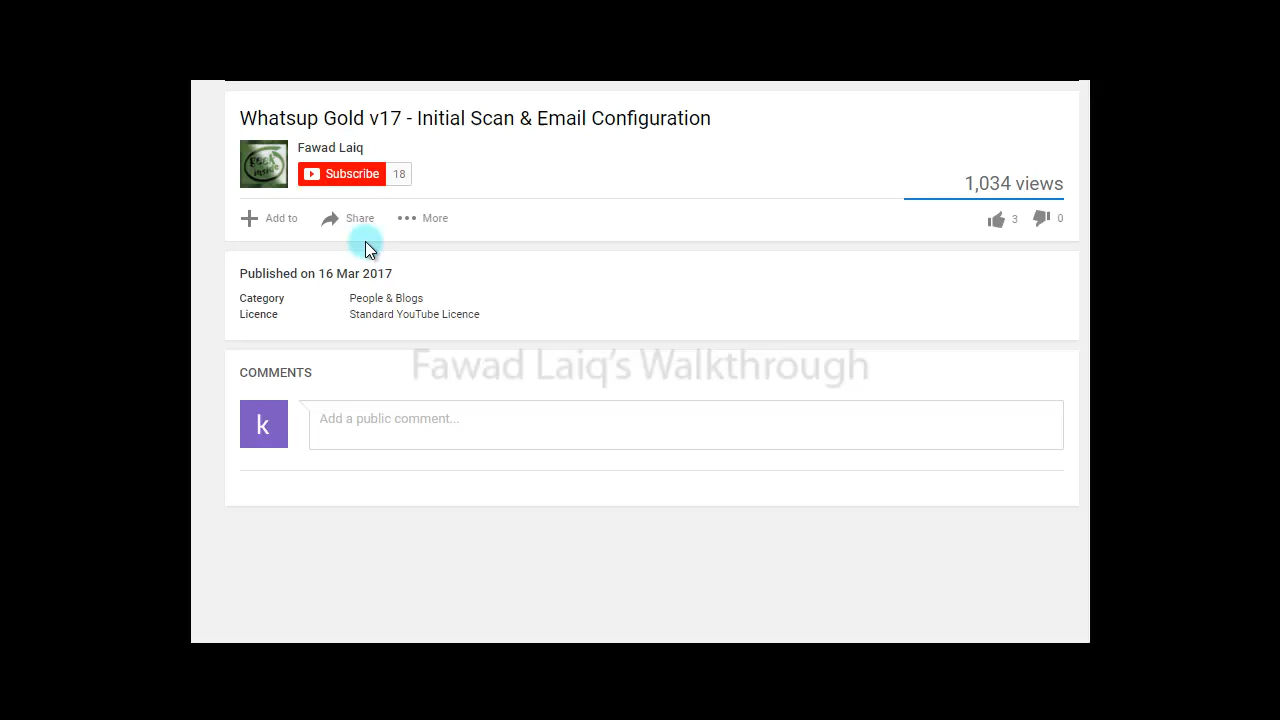 Whatsup Gold v17 - Initial Scan & Email Configuration
Fawad Laiq
Subscribe 18
1,034 views
Add to Share More 3 0
Published on 16 Mar 2017
Category People & Blogs
Licence Standard YouTube Licence
Fawad Laiq's Walkthrough
COMMENTS
k
Add a public comment...